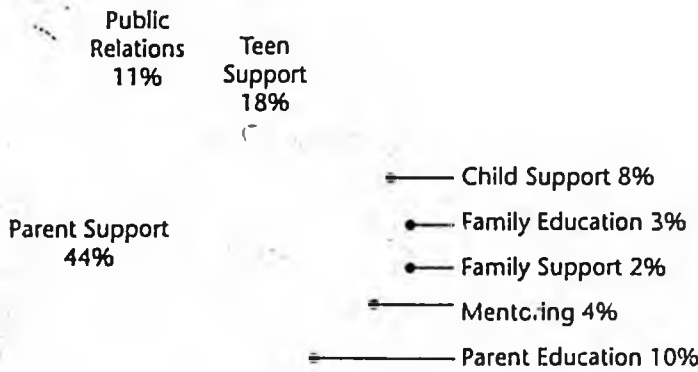 Public
Relations
11%
Teen
Support
18%
Child Support 8%
Family Education 3%
Parent Support
44%
Family Support 2%
Mentoring 4%
Parent Education 10%